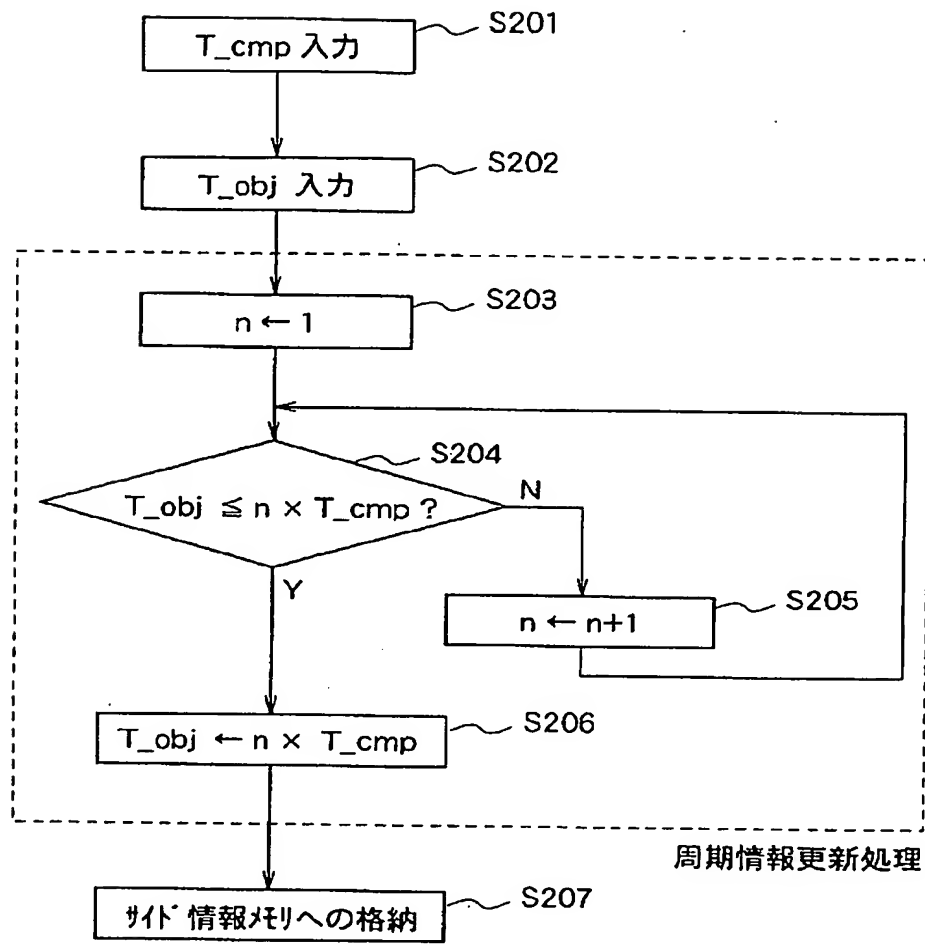 T_cmp 入力
S201
T_obj 入力
S202
n ← 1
S203
T_obj ≦ n × T_cmp ?
S204
N
Y
n ← n+1
S205
T_obj ← n × T_cmp
S206
周期情報更新処理
ｻｲﾄﾞ情報ﾒﾓﾘへの格納
S207